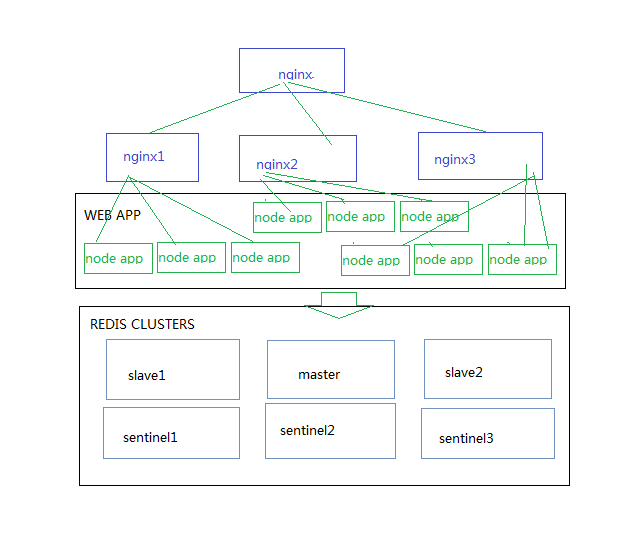 nginx
nginx1
nginx2
nginx3
WEB APP
node app
node app
node app
node app
node app
node app
node app
node app
node app
REDIS CLUSTERS
slave1
master
slave2
sentinel1
sentinel2
sentinel3